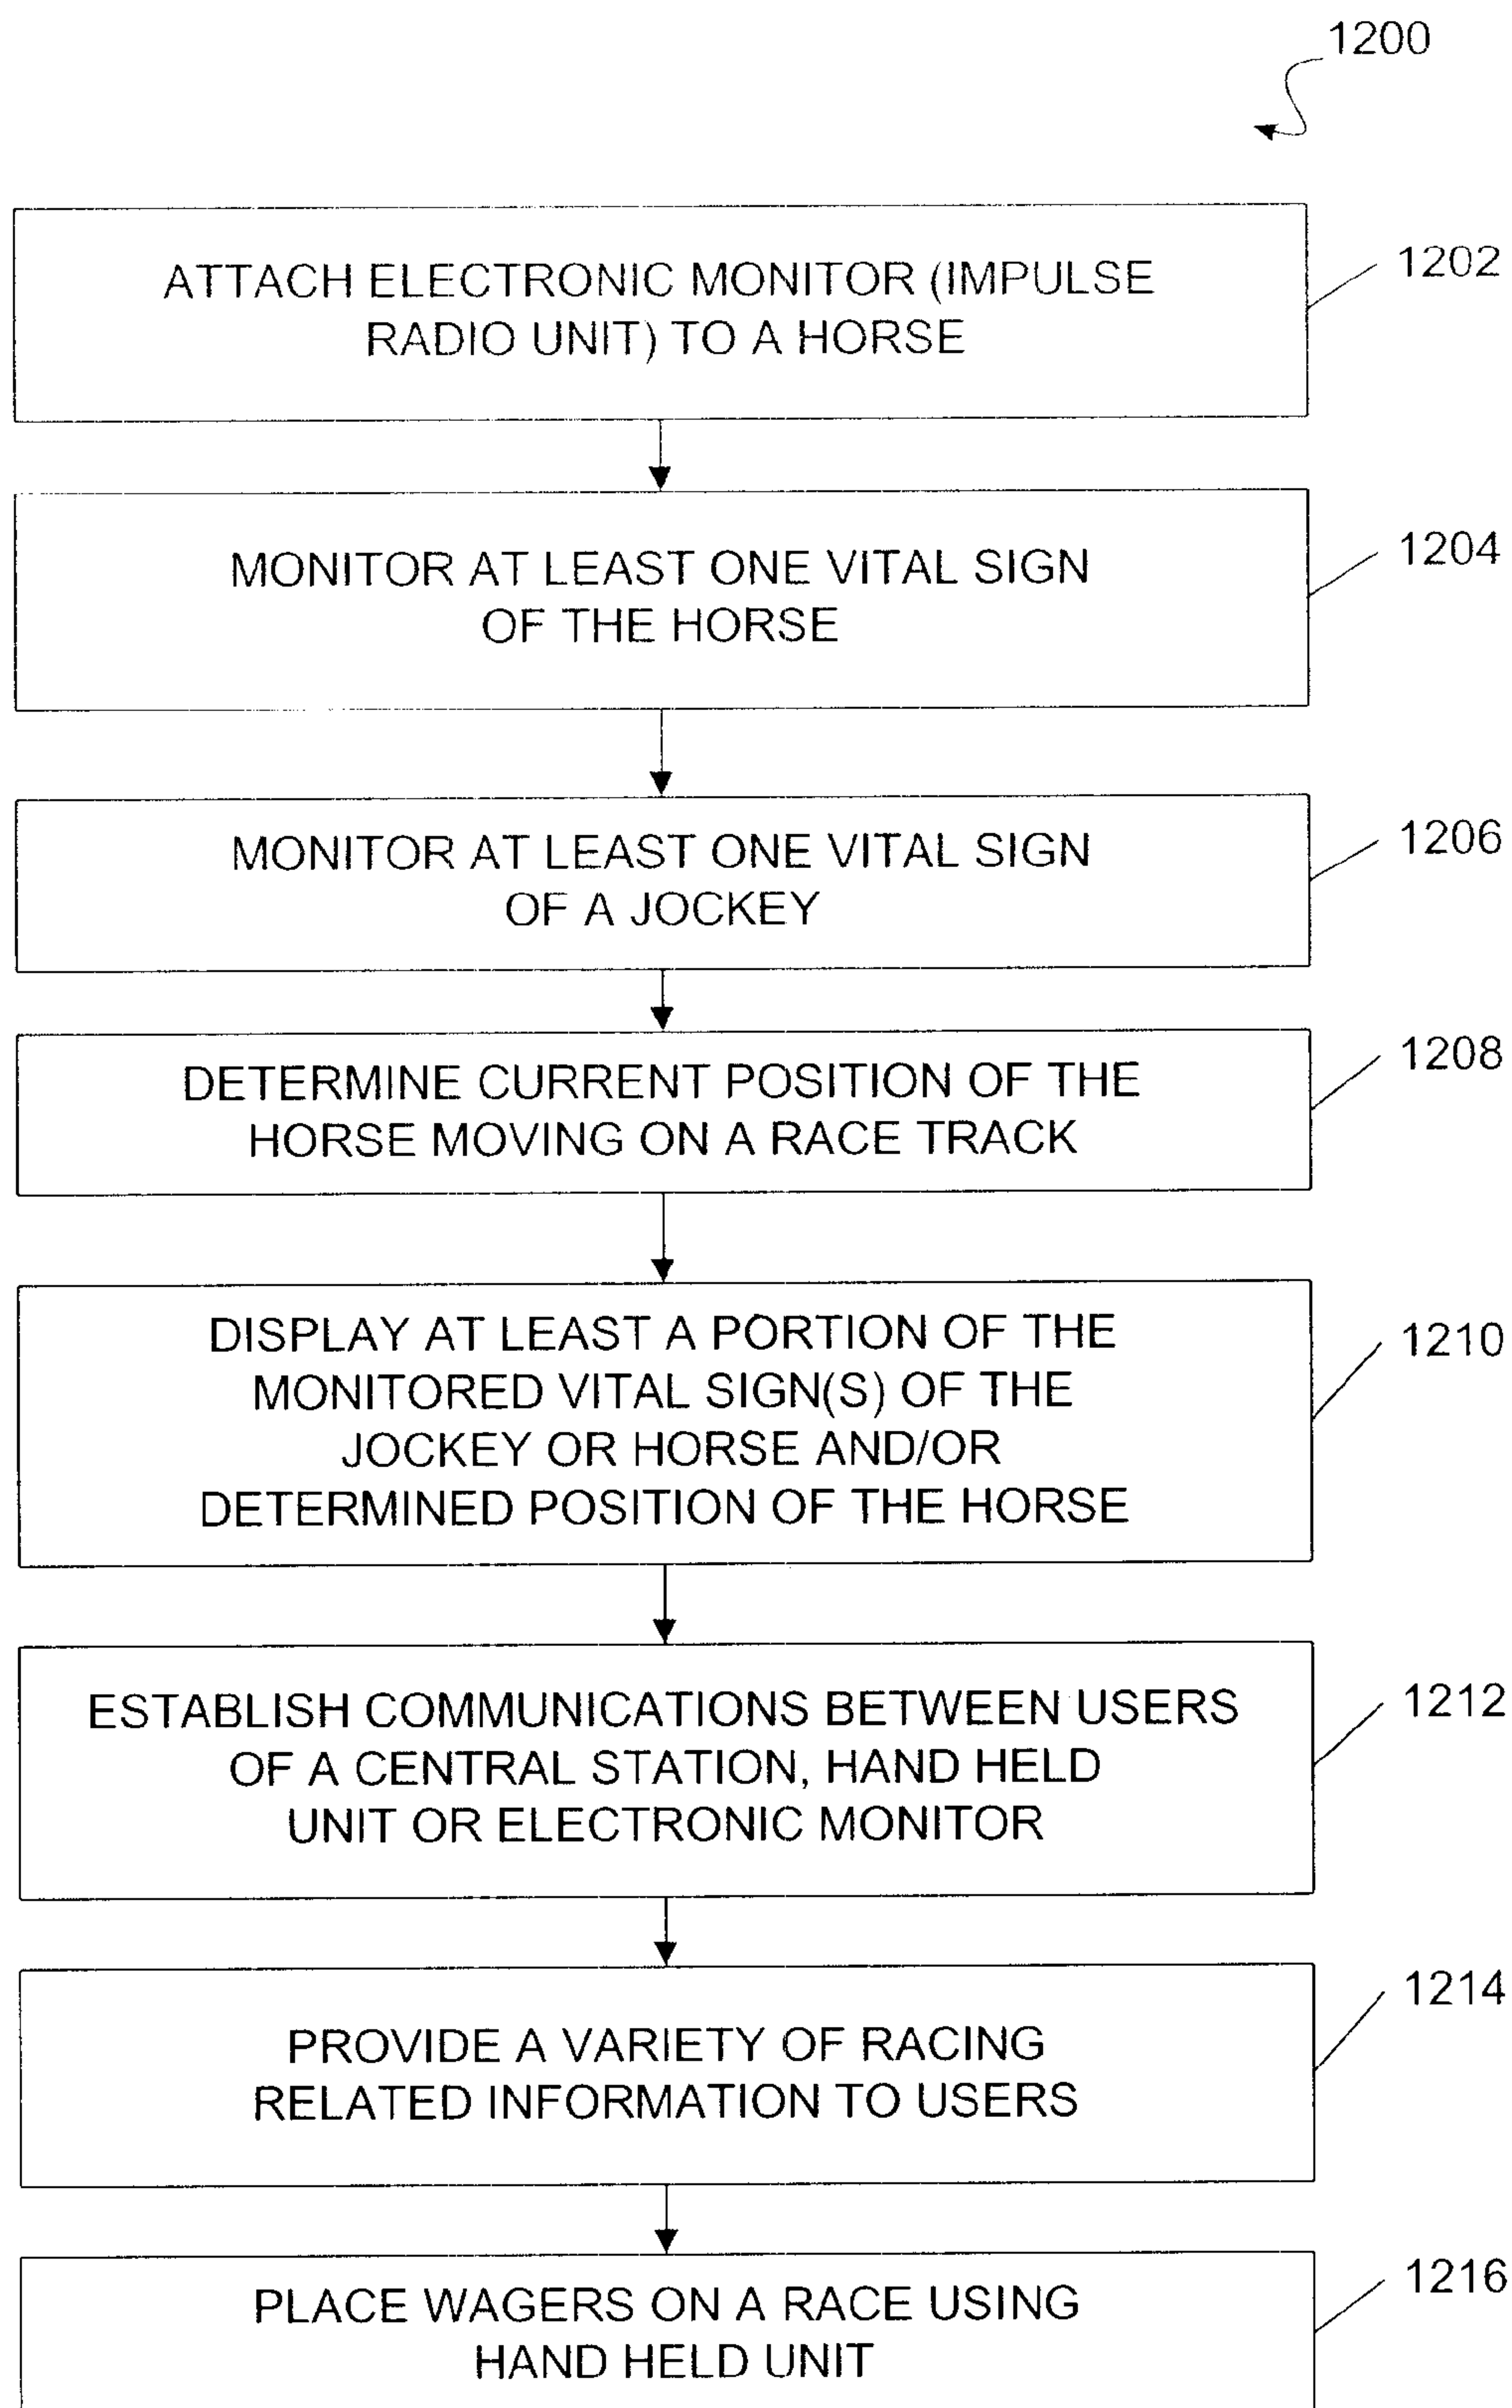 1200
ATTACH ELECTRONIC MONITOR (IMPULSE
RADIO UNIT) TO A HORSE
1202
MONITOR AT LEAST ONE VITAL SIGN
OF THE HORSE
1204
MONITOR AT LEAST ONE VITAL SIGN
OF A JOCKEY
1206
DETERMINE CURRENT POSITION OF THE
HORSE MOVING ON A RACE TRACK
1208
DISPLAY AT LEAST A PORTION OF THE
MONITORED VITAL SIGN(S) OF THE
JOCKEY OR HORSE AND/OR
DETERMINED POSITION OF THE HORSE
1210
ESTABLISH COMMUNICATIONS BETWEEN USERS
OF A CENTRAL STATION, HAND HELD
UNIT OR ELECTRONIC MONITOR
1212
PROVIDE A VARIETY OF RACING
RELATED INFORMATION TO USERS
1214
PLACE WAGERS ON A RACE USING
HAND HELD UNIT
1216